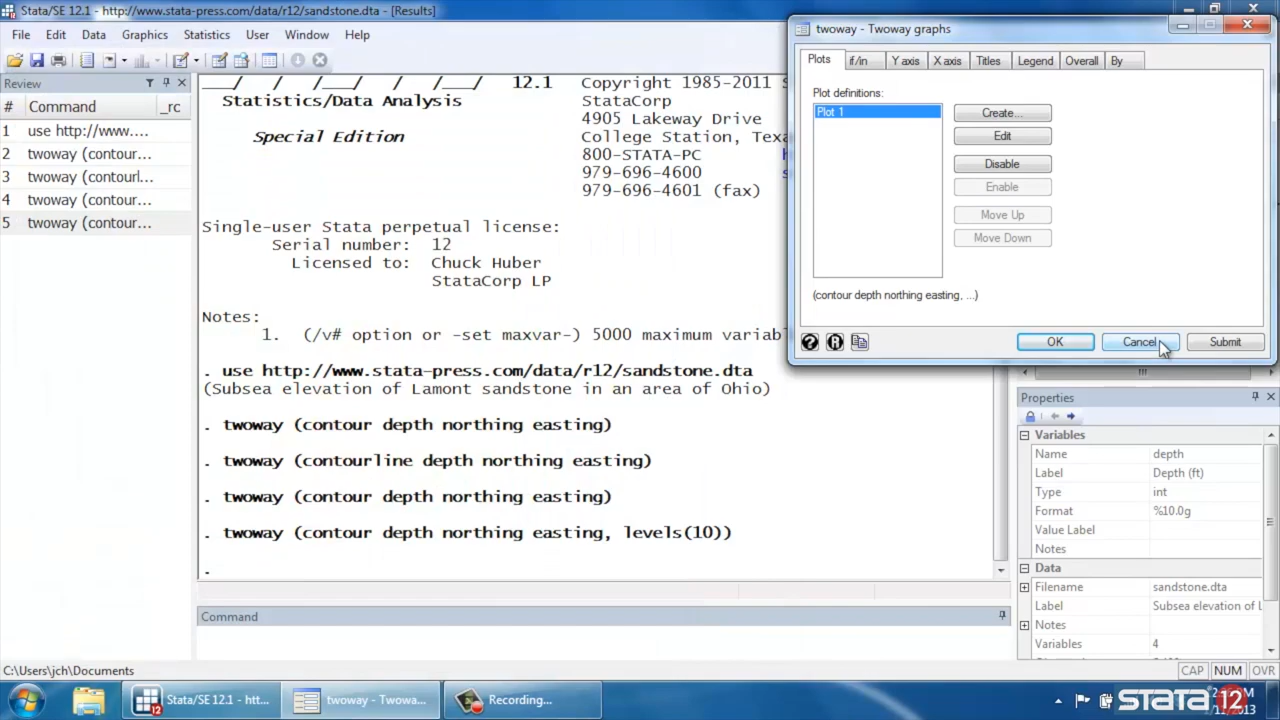 Stata/SE 12.1 - http://www.stata-press.com/data/r12/sandstone.dta - [Results]
File Edit Data Graphics Statistics User Window Help
Review
# Command _rc
1 use http://www....
2 twoway (contour...
3 twoway (contourl...
4 twoway (contour...
5 twoway (contour...
___/ / /___/ / /___/ 12.1 Copyright 1985-2011
Statistics/Data Analysis StataCorp
4905 Lakeway Drive
Special Edition College Station, Texa
800-STATA-PC
979-696-4600
979-696-4601 (fax)
Single-user Stata perpetual license:
Serial number: 12
Licensed to: Chuck Huber
StataCorp LP
Notes:
1. (/v# option or -set maxvar-) 5000 maximum variabl
. use http://www.stata-press.com/data/r12/sandstone.dta
(Subsea elevation of Lamont sandstone in an area of Ohio)
. twoway (contour depth northing easting)
. twoway (contourline depth northing easting)
. twoway (contour depth northing easting)
. twoway (contour depth northing easting, levels(10))
.
Command
twoway - Twoway graphs
Plots if/in Y axis X axis Titles Legend Overall By
Plot definitions:
Plot 1
Create...
Edit
Disable
Enable
Move Up
Move Down
(contour depth northing easting, ...)
OK Cancel Submit
Properties
Variables
Name depth
Label Depth (ft)
Type int
Format %10.0g
Value Label
Notes
Data
Filename sandstone.dta
Label Subsea elevation of L
Notes
Variables 4
C:\Users\jch\Documents
CAP NUM OVR
Stata/SE 12.1 - htt...
twoway - Twowa...
Recording...
STATA 12